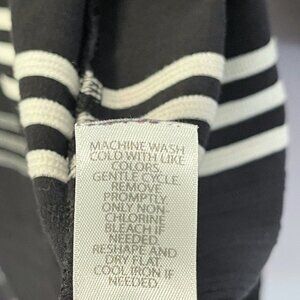 MACHINE WASH
COLD WITH LIKE
COLORS.
GENTLE CYCLE.
REMOVE
PROMPTLY.
ONLY NON-
CHLORINE
BLEACH IF
NEEDED.
RESHAPE AND
DRY FLAT.
COOL IRON IF
NEEDED.